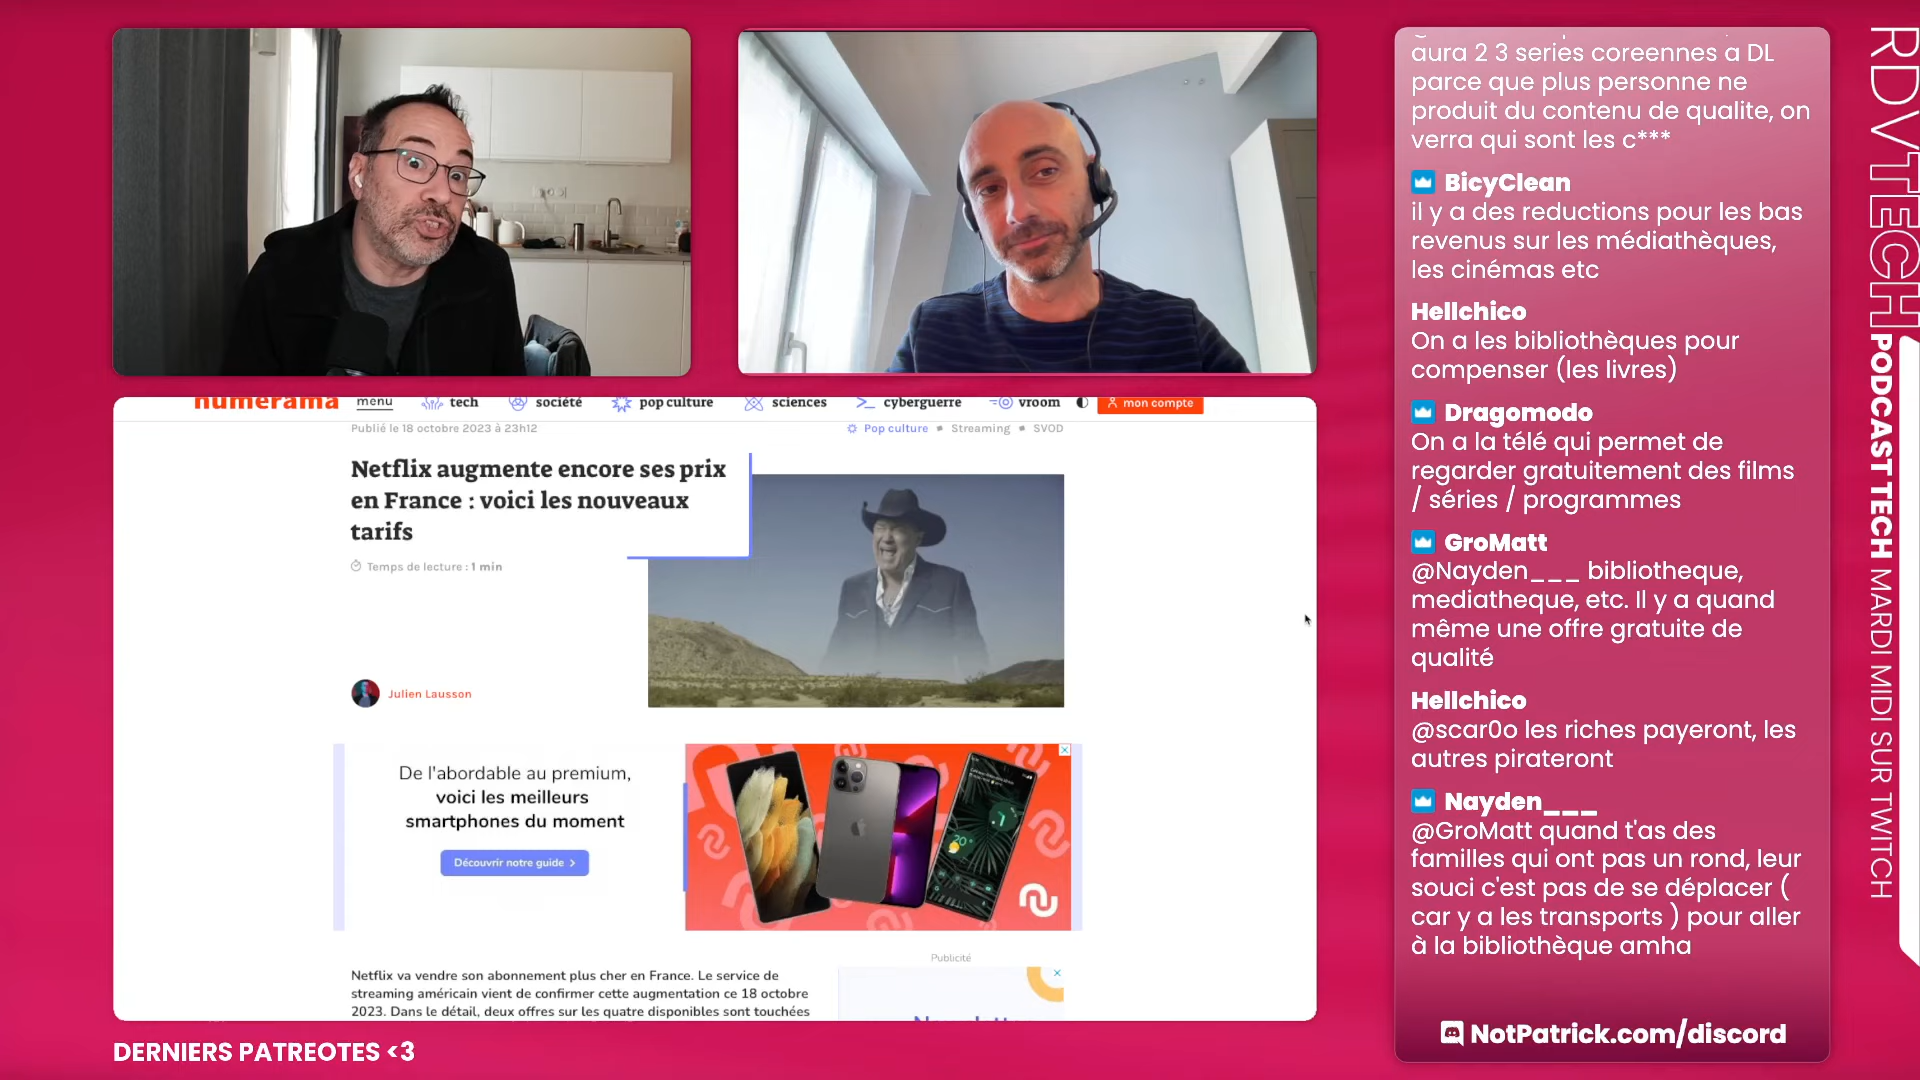 numerama
menu
tech
société
pop culture
sciences
cyberguerre
vroom
mon compte
Publié le 18 octobre 2023 à 23h12
Pop culture
Streaming
SVOD
Netflix augmente encore ses prix
en France : voici les nouveaux
tarifs
Temps de lecture : 1 min
Julien Lausson
De l'abordable au premium,
voici les meilleurs
smartphones du moment
Découvrir notre guide >
20°
Publicité
Netflix va vendre son abonnement plus cher en France. Le service de
streaming américain vient de confirmer cette augmentation ce 18 octobre
2023. Dans le détail, deux offres sur les quatre disponibles sont touchées
DERNIERS PATREOTES <3
aura 2 3 series coreennes a DL
parce que plus personne ne
produit du contenu de qualite, on
verra qui sont les c***
BicyClean
il y a des reductions pour les bas
revenus sur les médiathèques,
les cinémas etc
Hellchico
On a les bibliothèques pour
compenser (les livres)
Dragomodo
On a la télé qui permet de
regarder gratuitement des films
/ séries / programmes
GroMatt
@Nayden___ bibliotheque,
mediatheque, etc. Il y a quand
même une offre gratuite de
qualité
Hellchico
@scar0o les riches payeront, les
autres pirateront
Nayden___
@GroMatt quand t'as des
familles qui ont pas un rond, leur
souci c'est pas de se déplacer (
car y a les transports ) pour aller
à la bibliothèque amha
NotPatrick.com/discord
RDVTECH PODCAST TECH MARDI MIDI SUR TWITCH